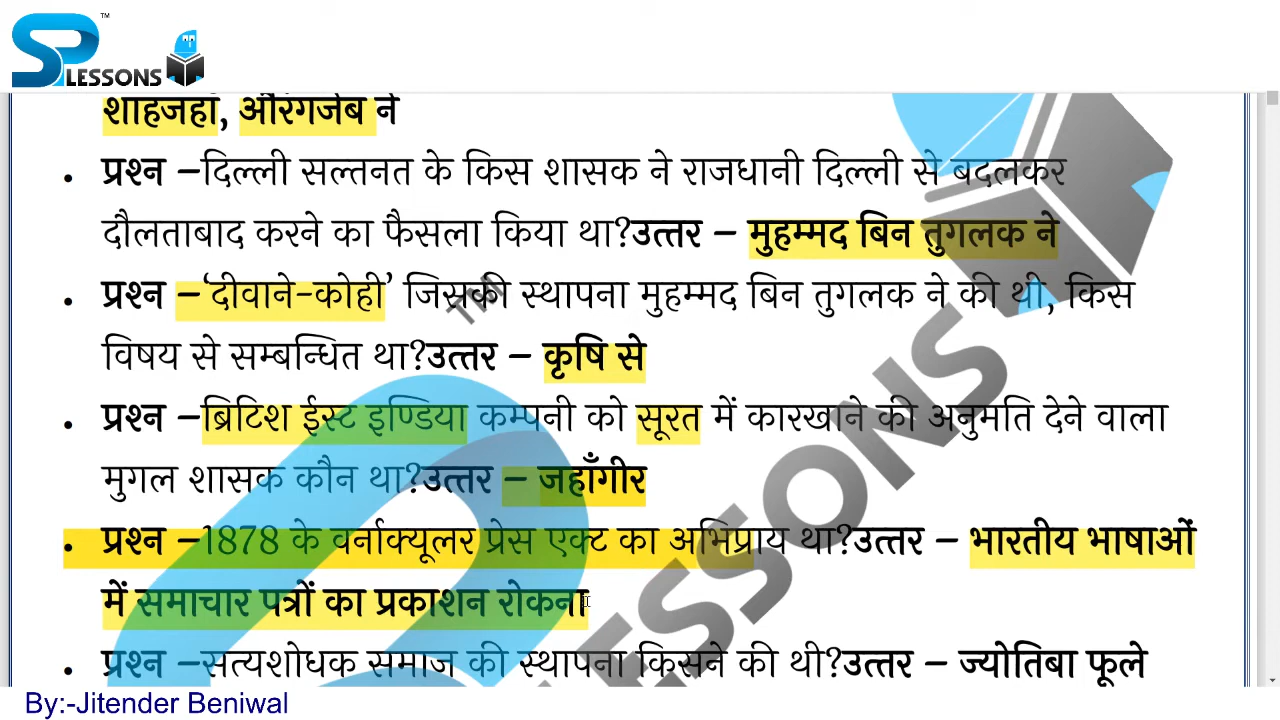 SP LESSONS ™
शाहजहाँ, औरंगजेब ने
• प्रश्न –दिल्ली सल्तनत के किस शासक ने राजधानी दिल्ली से बदलकर
दौलताबाद करने का फैसला किया था?उत्तर – मुहम्मद बिन तुगलक ने
• प्रश्न –‘दीवाने-कोही’ जिसकी स्थापना मुहम्मद बिन तुगलक ने की थी, किस
विषय से सम्बन्धित था?उत्तर – कृषि से
• प्रश्न –ब्रिटिश ईस्ट इण्डिया कम्पनी को सूरत में कारखाने की अनुमति देने वाला
मुगल शासक कौन था?उत्तर – जहाँगीर
• प्रश्न –1878 के वर्नाक्यूलर प्रेस एक्ट का अभिप्राय था?उत्तर – भारतीय भाषाओं
में समाचार पत्रों का प्रकाशन रोकना
• प्रश्न –सत्यशोधक समाज की स्थापना किसने की थी?उत्तर – ज्योतिबा फूले
TM
LESSONS
By:-Jitender Beniwal